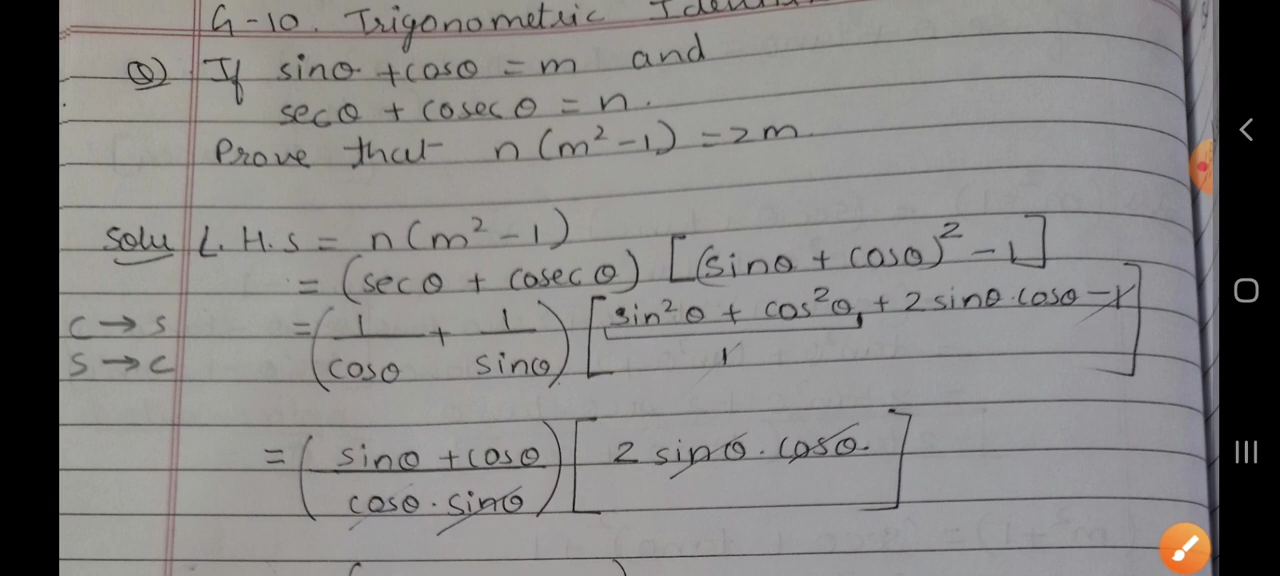 G-10. Trigonometric
Q) If sinθ + cosθ = m and
secθ + cosecθ = n.
Prove that n(m² - 1) = 2m.
Solu L.H.S = n(m² - 1)
= (secθ + cosecθ) [(sinθ + cosθ)² - 1]
C → S = (1/cosθ + 1/sinθ) [sin²θ + cos²θ + 2 sinθ.cosθ - 1]
S → C 1
= (sinθ + cosθ / cosθ.sinθ) [2 sinθ.cosθ.]